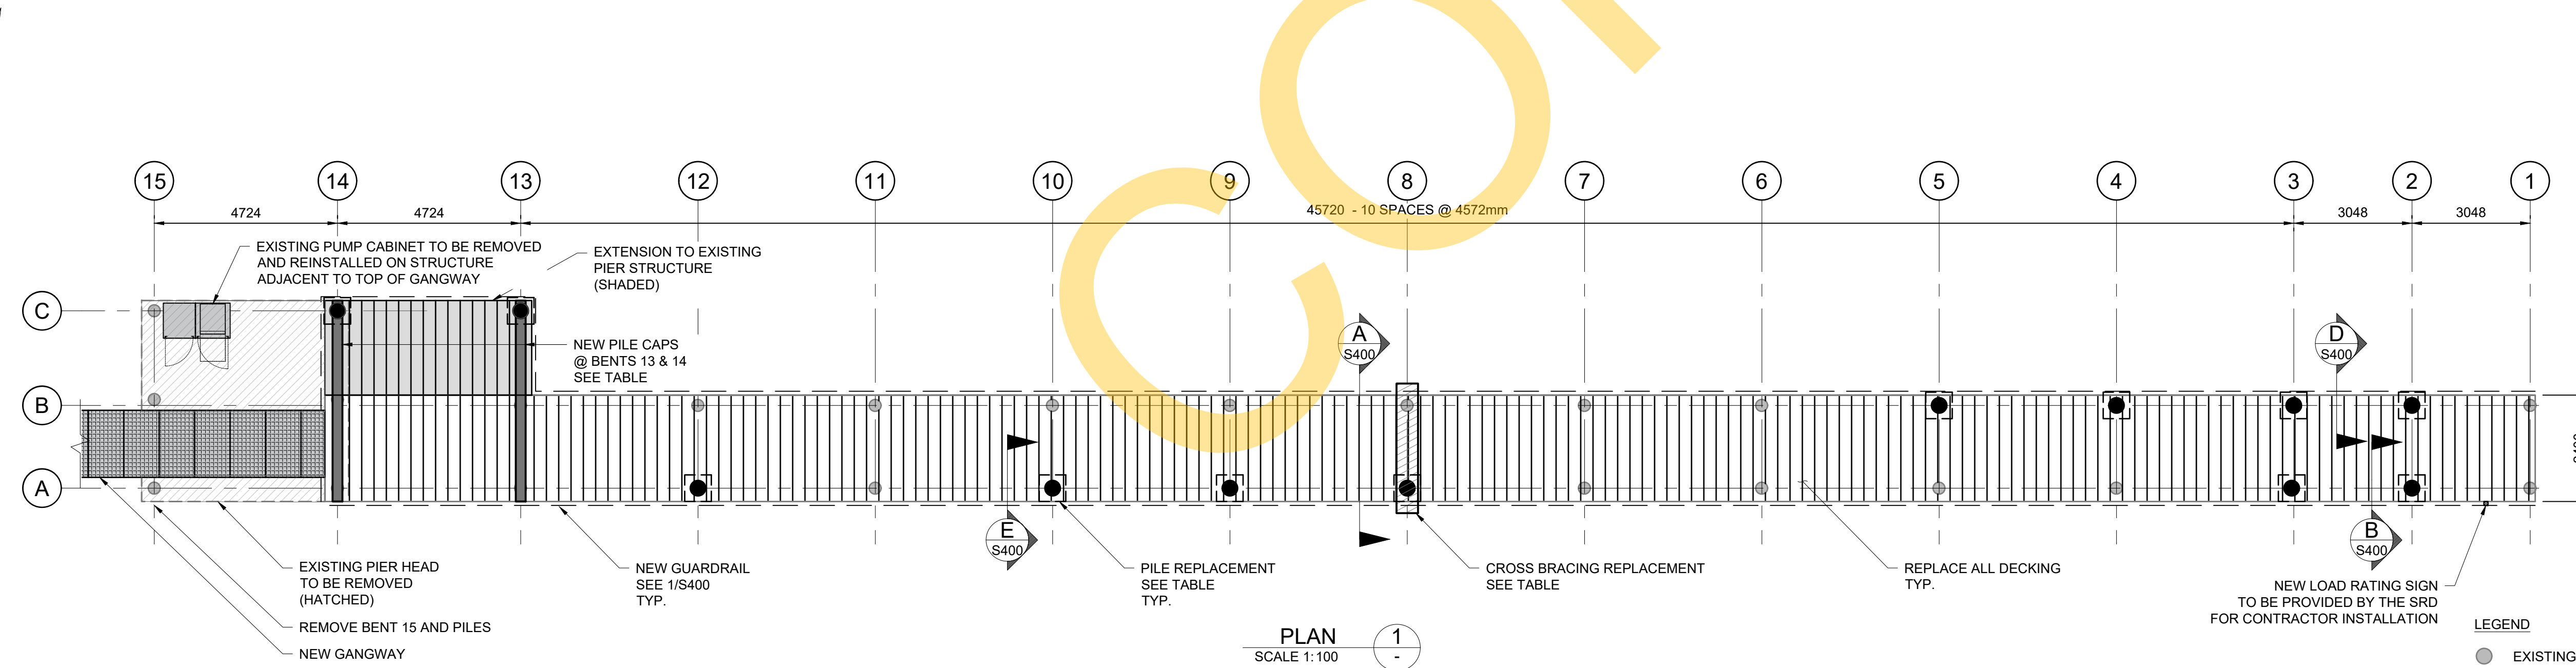 15
14
13
12
11
10
9
8
7
6
5
4
3
2
1
4724
4724
45720 - 10 SPACES @ 4572mm
3048
3048
EXISTING PUMP CABINET TO BE REMOVED
AND REINSTALLED ON STRUCTURE
ADJACENT TO TOP OF GANGWAY
EXTENSION TO EXISTING
PIER STRUCTURE
(SHADED)
C
NEW PILE CAPS
@ BENTS 13 & 14
SEE TABLE
A
S400
D
S400
B
A
E
S400
B
S400
EXISTING PIER HEAD
TO BE REMOVED
(HATCHED)
REMOVE BENT 15 AND PILES
NEW GANGWAY
NEW GUARDRAIL
SEE 1/S400
TYP.
PILE REPLACEMENT
SEE TABLE
TYP.
CROSS BRACING REPLACEMENT
SEE TABLE
REPLACE ALL DECKING
TYP.
NEW LOAD RATING SIGN
TO BE PROVIDED BY THE SRD
FOR CONTRACTOR INSTALLATION
PLAN
SCALE 1:100
1
-
LEGEND
EXISTING